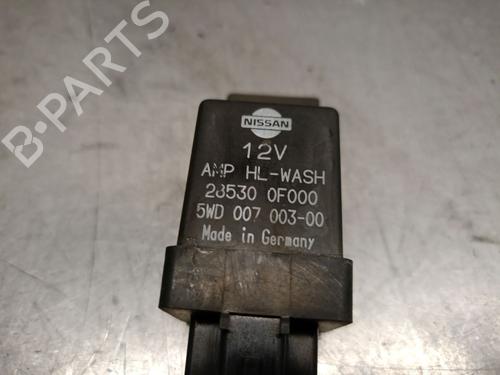 B-PARTS
NISSAN
12V
AMP HL-WASH
28530 0F000
5WD 007 003-00
Made in Germany